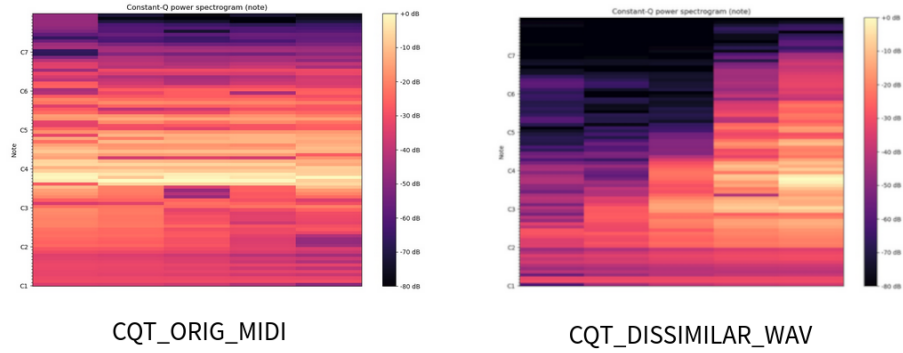 Constant-Q power spectrogram (note)
+0 dB
-10 dB
-20 dB
-30 dB
-40 dB
-50 dB
-60 dB
-70 dB
-80 dB
C7
C6
C5
C4
C3
C2
C1
Note
CQT_ORIG_MIDI
Constant-Q power spectrogram (note)
+0 dB
-10 dB
-20 dB
-30 dB
-40 dB
-50 dB
-60 dB
-70 dB
-80 dB
C7
C6
C5
C4
C3
C2
C1
Note
CQT_DISSIMILAR_WAV